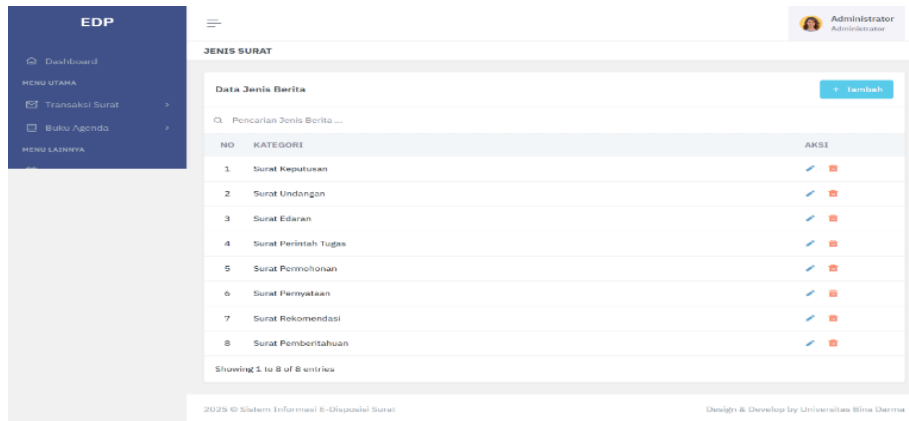 EDP
Administrator
Administrator
JENIS SURAT
Dashboard
MENU UTAMA
Transaksi Surat
Buku Agenda
MENU LAINNYA
Data Jenis Berita
+ Tambah
Pencarian Jenis Berita ...
NO KATEGORI AKSI
1 Surat Keputusan
2 Surat Undangan
3 Surat Edaran
4 Surat Perintah Tugas
5 Surat Permohonan
6 Surat Pernyataan
7 Surat Rekomendasi
8 Surat Pemberitahuan
Showing 1 to 8 of 8 entries
2025 © Sistem Informasi E-Disposisi Surat
Design & Develop by Universitas Bina Darma